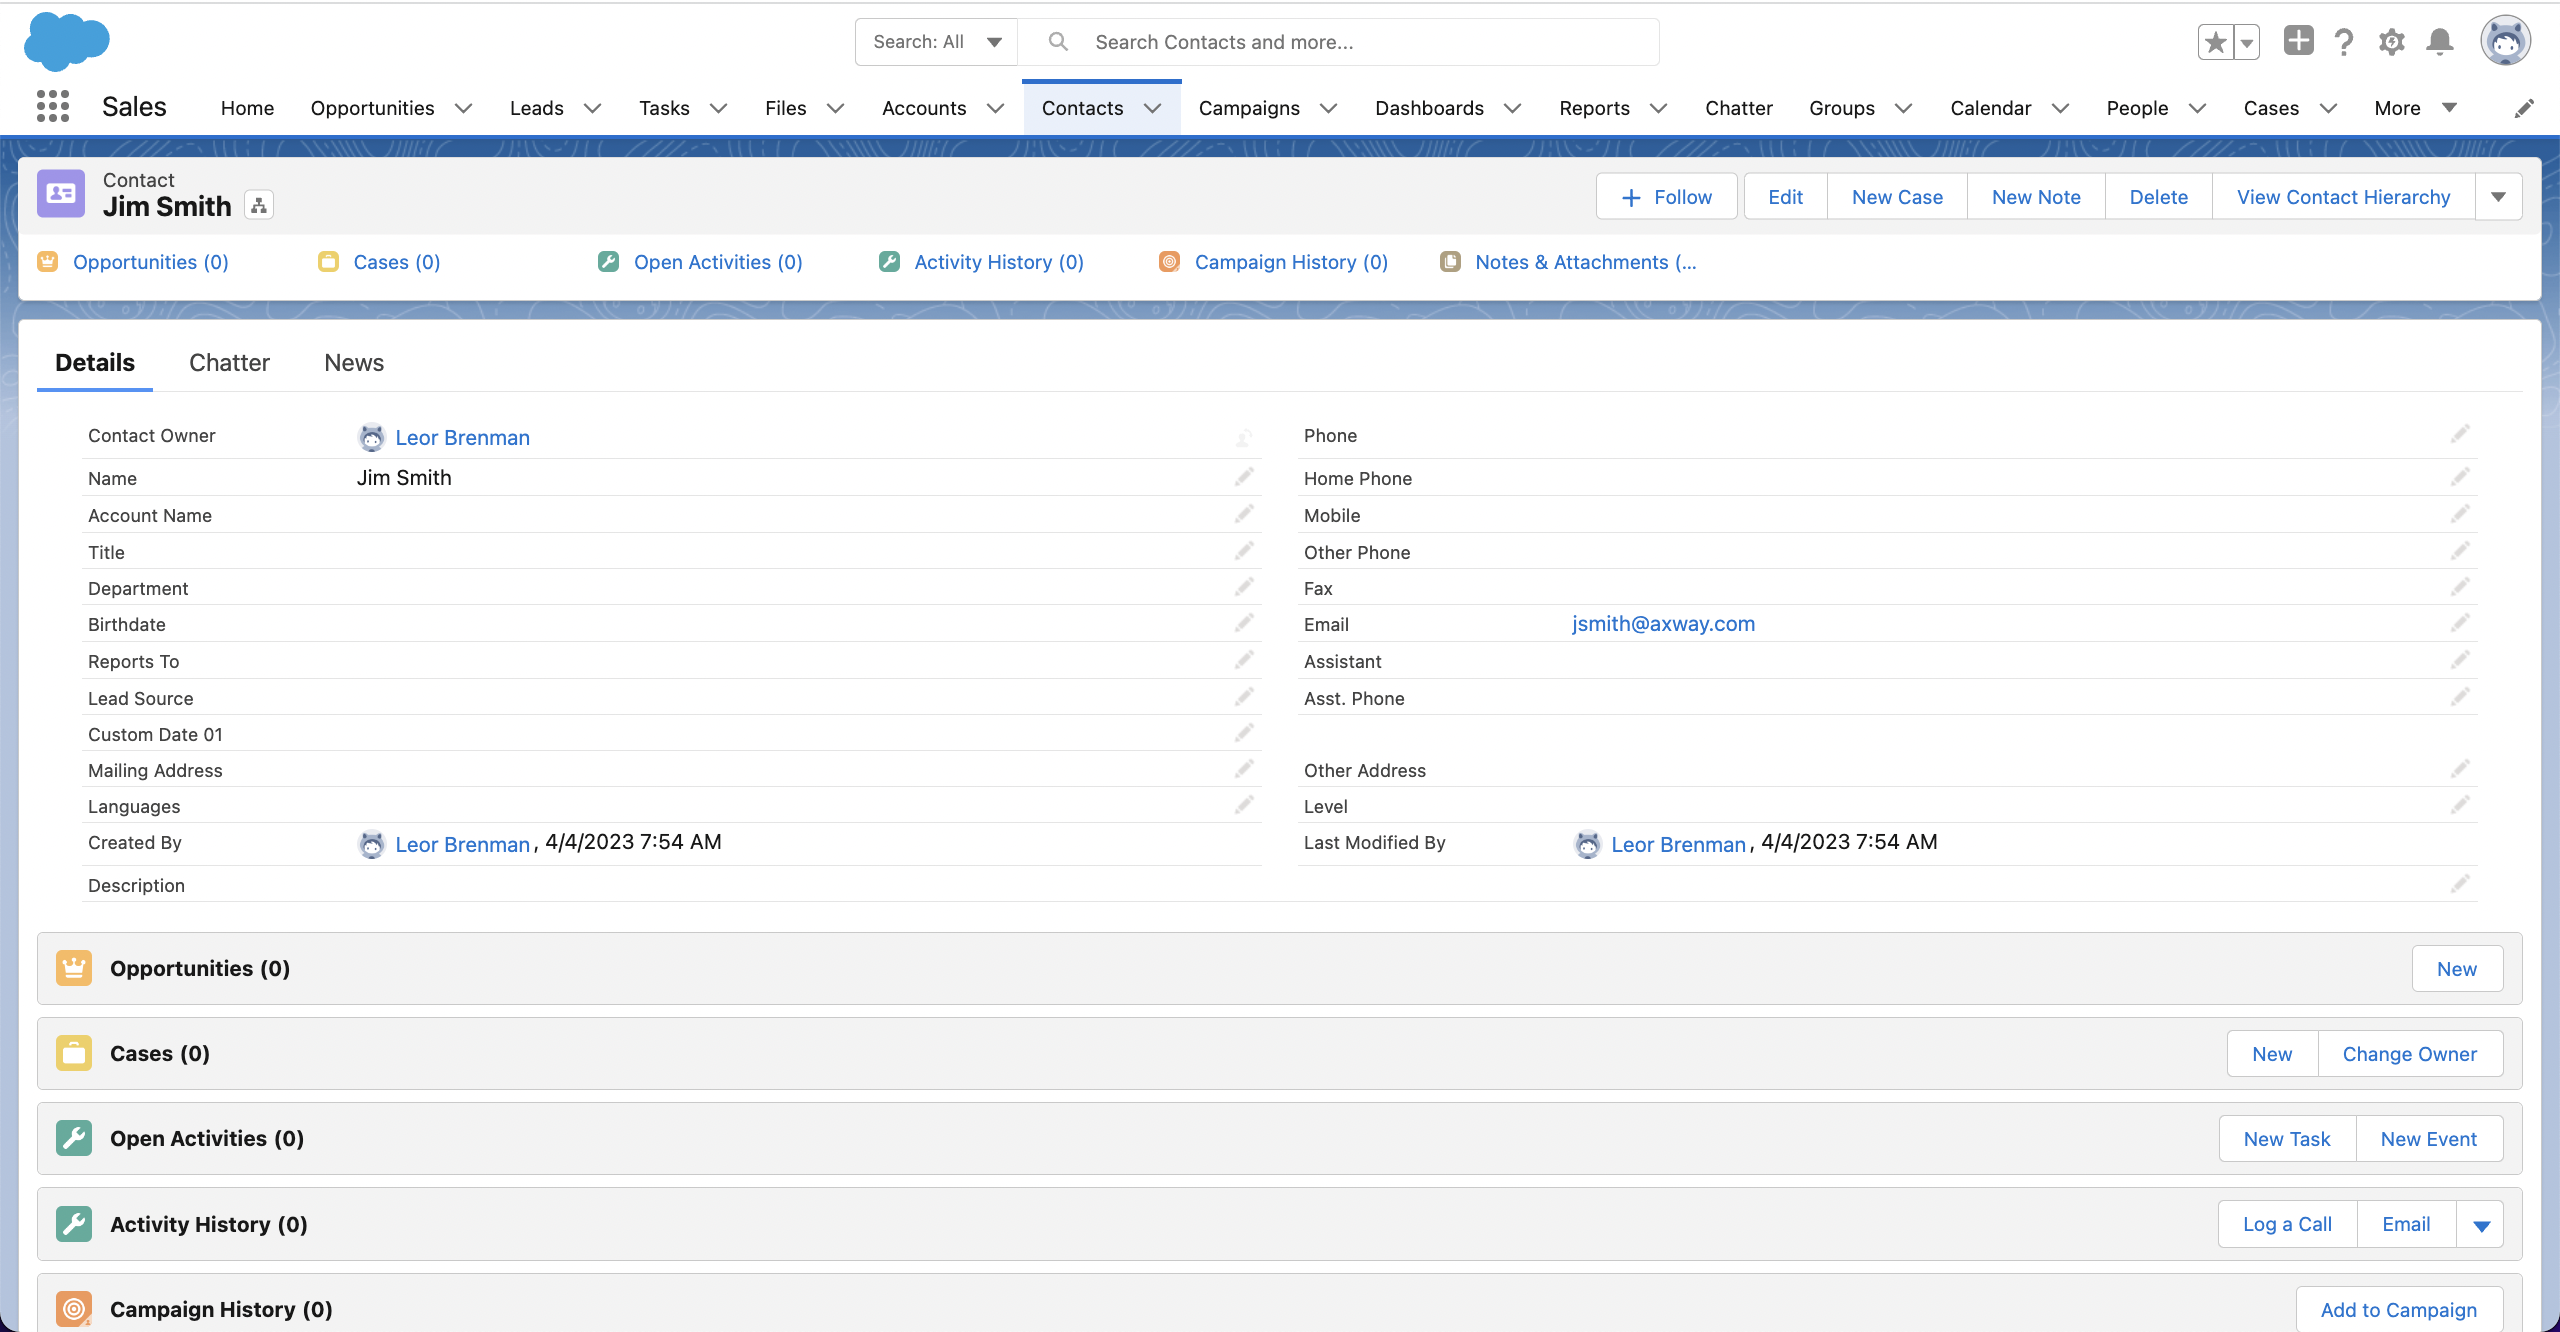 Search: All Search Contacts and more...
Sales Home Opportunities Leads Tasks Files Accounts Contacts Campaigns Dashboards Reports Chatter Groups Calendar People Cases More
Contact
Jim Smith
Follow Edit New Case New Note Delete View Contact Hierarchy
Opportunities (0) Cases (0) Open Activities (0) Activity History (0) Campaign History (0) Notes & Attachments (...
Details Chatter News
Contact Owner Leor Brenman Phone
Name Jim Smith Home Phone
Account Name Mobile
Title Other Phone
Department Fax
Birthdate Email jsmith@axway.com
Reports To Assistant
Lead Source Asst. Phone
Custom Date 01
Mailing Address Other Address
Languages Level
Created By Leor Brenman, 4/4/2023 7:54 AM Last Modified By Leor Brenman, 4/4/2023 7:54 AM
Description
Opportunities (0) New
Cases (0) New Change Owner
Open Activities (0) New Task New Event
Activity History (0) Log a Call Email
Campaign History (0) Add to Campaign